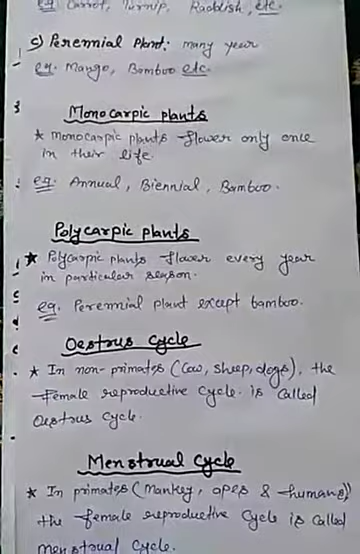 eg Carrot, Turnip, Raddish, etc.
c) Perennial Plant: many year
eg. Mango, Bamboo etc.
Monocarpic plants
* Monocarpic plants flower only once
in their life.
eg. Annual, Biennial, Bamboo.
Polycarpic plants
* Polycarpic plants flower every year
in particular season.
eg. Perennial plant except bamboo.
Oestrus Cycle
* In non-primates (Cow, sheep, dogs), the
female reproductive cycle is called
Oestrus cycle.
Menstrual Cycle
* In primates (Mankey, apes & humans)
the female reproductive cycle is called
menstrual cycle.